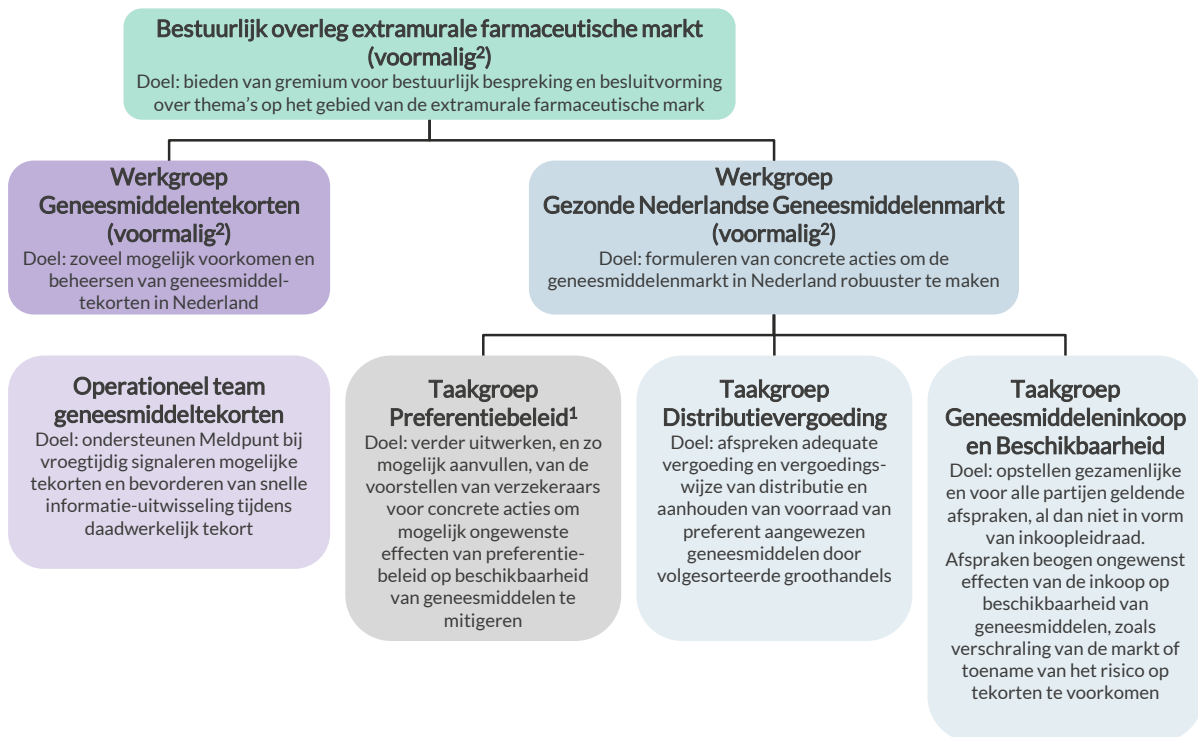 Bestuurlijk overleg extramurale farmaceutische markt
(voormalig²)
Doel: bieden van gremium voor bestuurlijk bespreking en besluitvorming
over thema's op het gebied van de extramurale farmaceutische mark
Werkgroep
Geneesmiddelentekorten
(voormalig²)
Doel: zoveel mogelijk voorkomen en
beheersen van geneesmiddel-
tekorten in Nederland
Werkgroep
Gezonde Nederlandse Geneesmiddelenmarkt
(voormalig²)
Doel: formuleren van concrete acties om de
geneesmiddelenmarkt in Nederland robuuster te maken
Operationeel team
geneesmiddeltekorten
Doel: ondersteunen Meldpunt bij
vroegtijdig signaleren mogelijke
tekorten en bevorderen van snelle
informatie-uitwisseling tijdens
daadwerkelijk tekort
Taakgroep
Preferentiebeleid¹
Doel: verder uitwerken, en zo
mogelijk aanvullen, van de
voorstellen van verzekeraars
voor concrete acties om
mogelijk ongewenste
effecten van preferentie-
beleid op beschikbaarheid
van geneesmiddelen te
mitigeren
Taakgroep
Distributievergoeding
Doel: afspreken adequate
vergoeding en vergoedings-
wijze van distributie en
aanhouden van voorraad van
preferent aangewezen
geneesmiddelen door
volgesorteerde groothandels
Taakgroep
Geneesmiddeleninkoop
en Beschikbaarheid
Doel: opstellen gezamenlijke
en voor alle partijen geldende
afspraken, al dan niet in vorm
van inkoopleidraad.
Afspraken beogen ongewenst
effecten van de inkoop op
beschikbaarheid van
geneesmiddelen, zoals
verschraling van de markt of
toename van het risico op
tekorten te voorkomen